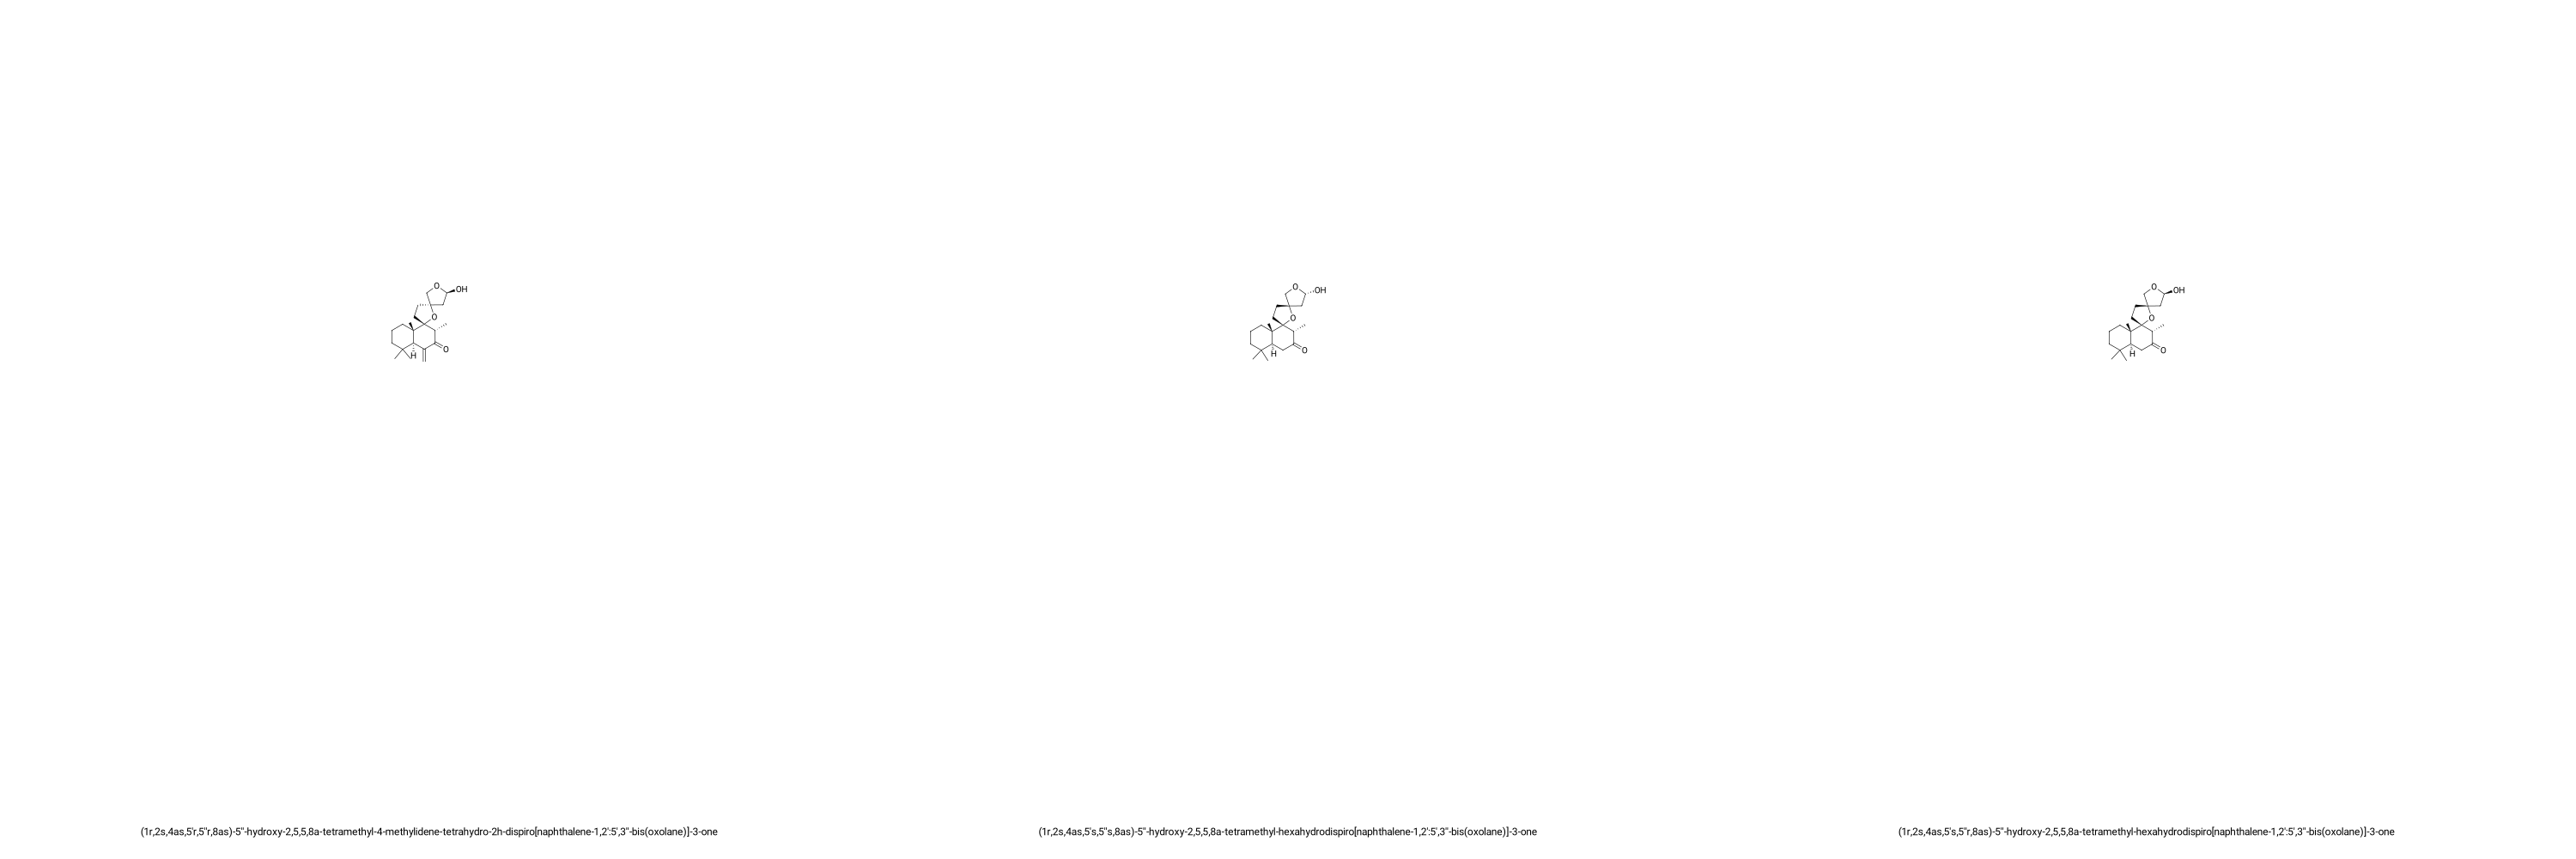 O OH O O H
O OH O O H
O OH O O H
(1r,2s,4as,5'r,5''r,8as)-5''-hydroxy-2,5,5,8a-tetramethyl-4-methylidene-tetrahydro-2h-dispiro[naphthalene-1,2':5',3''-bis(oxolane)]-3-one
(1r,2s,4as,5's,5''s,8as)-5''-hydroxy-2,5,5,8a-tetramethyl-hexahydrodispiro[naphthalene-1,2':5',3''-bis(oxolane)]-3-one
(1r,2s,4as,5's,5''r,8as)-5''-hydroxy-2,5,5,8a-tetramethyl-hexahydrodispiro[naphthalene-1,2':5',3''-bis(oxolane)]-3-one